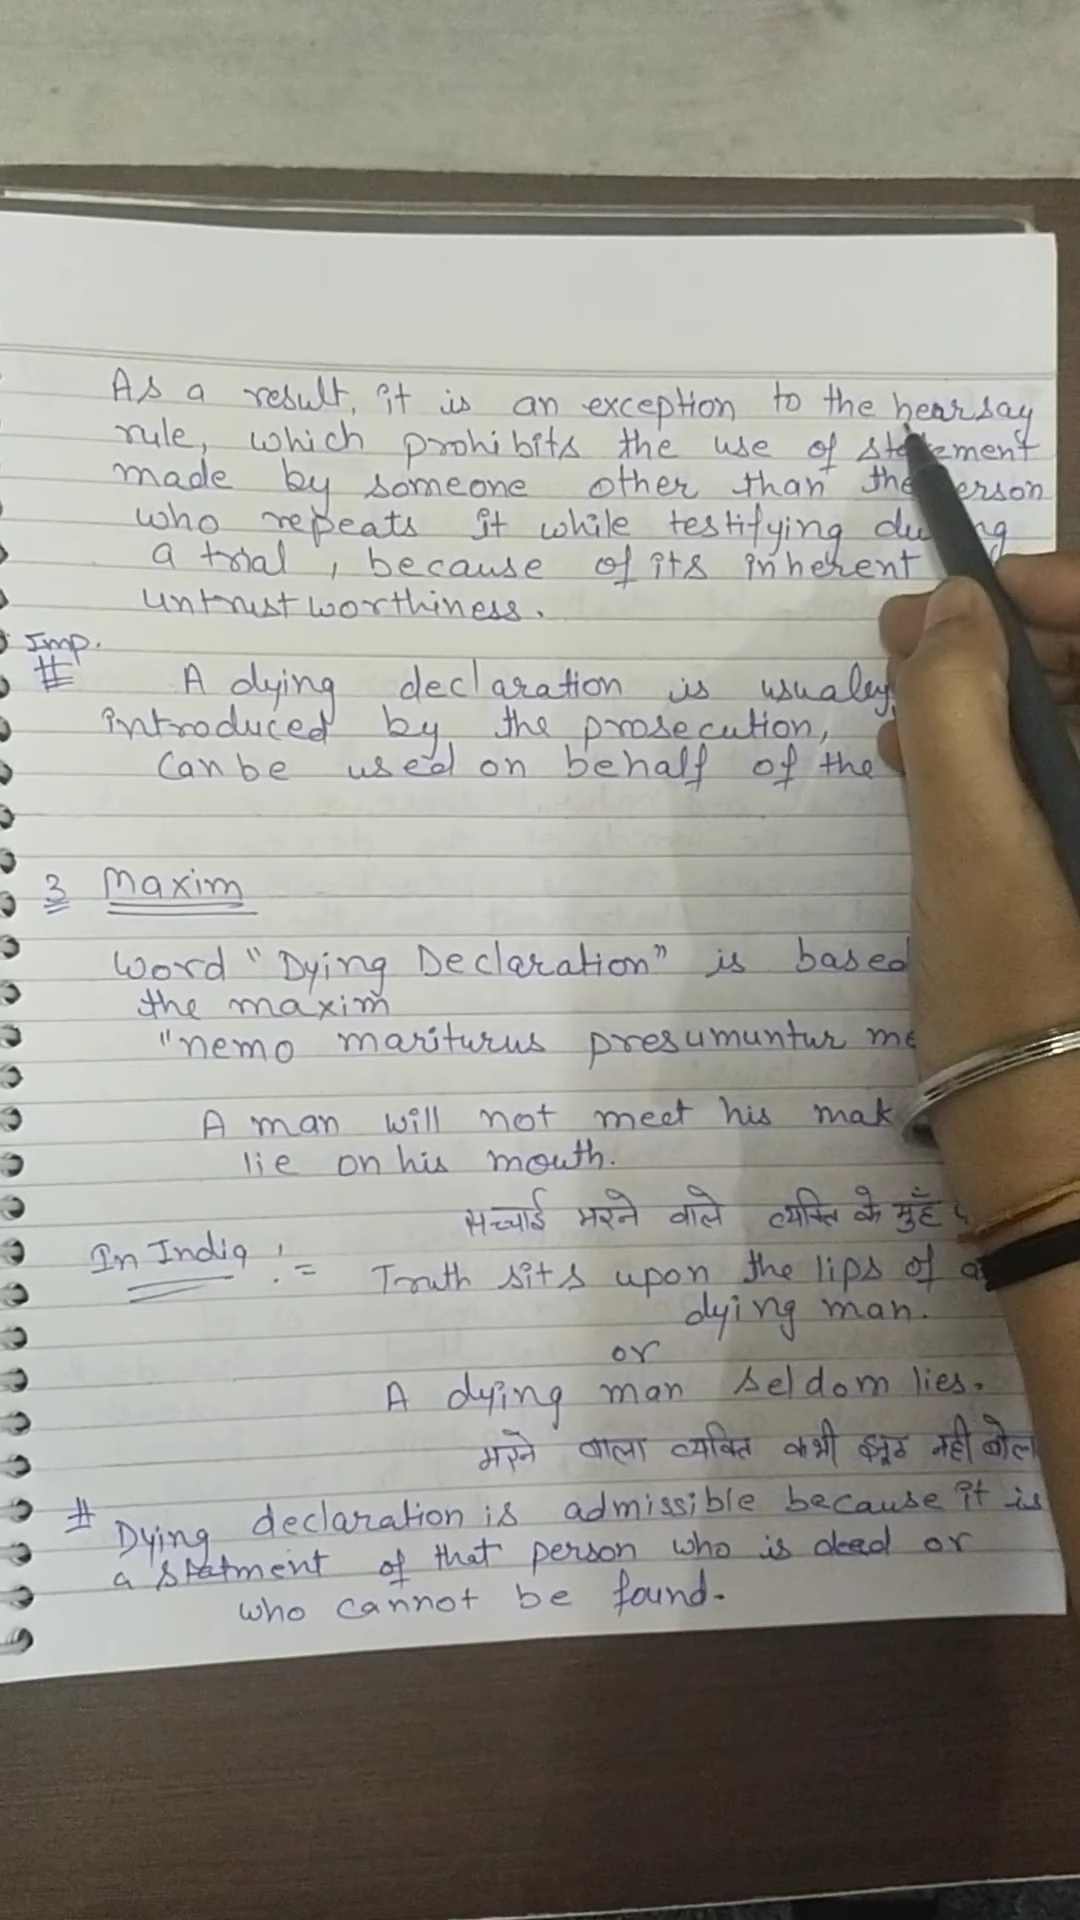 As a result, it is an exception to the hearsay
rule, which prohibits the use of statement
made by someone other than the person
who repeats it while testifying during
a trial, because of its inherent
untrustworthiness.
Imp.
# A dying declaration is usualey
introduced by the prosecution,
Can be used on behalf of the
3 Maxim
Word "Dying Declaration" is based
the maxim
"nemo mariturus presumuntur
A man will not meet his
lie on his mouth.
सच्चाई मरने वाले व्यक्ति के मुहँ
In India := Truth sits upon the lips of a
dying man.
or
A dying man seldom lies.
मरने वाला व्यक्ति कभी झूठ नही बोल
# Dying declaration is admissible because it is
a statment of that person who is dead or
who cannot be found.